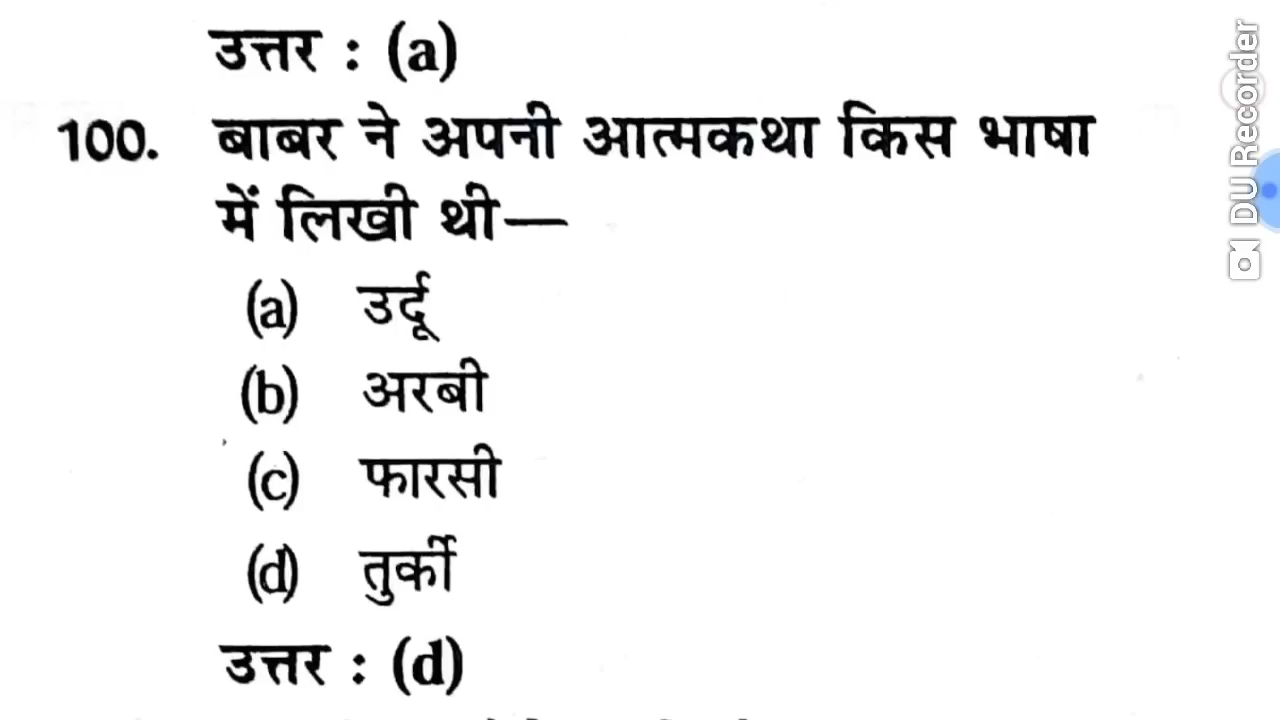 उत्तर : (a)
100. बाबर ने अपनी आत्मकथा किस भाषा
में लिखी थी—
(a) उर्दू
(b) अरबी
(c) फारसी
(d) तुर्की
उत्तर : (d)
DU Recorder